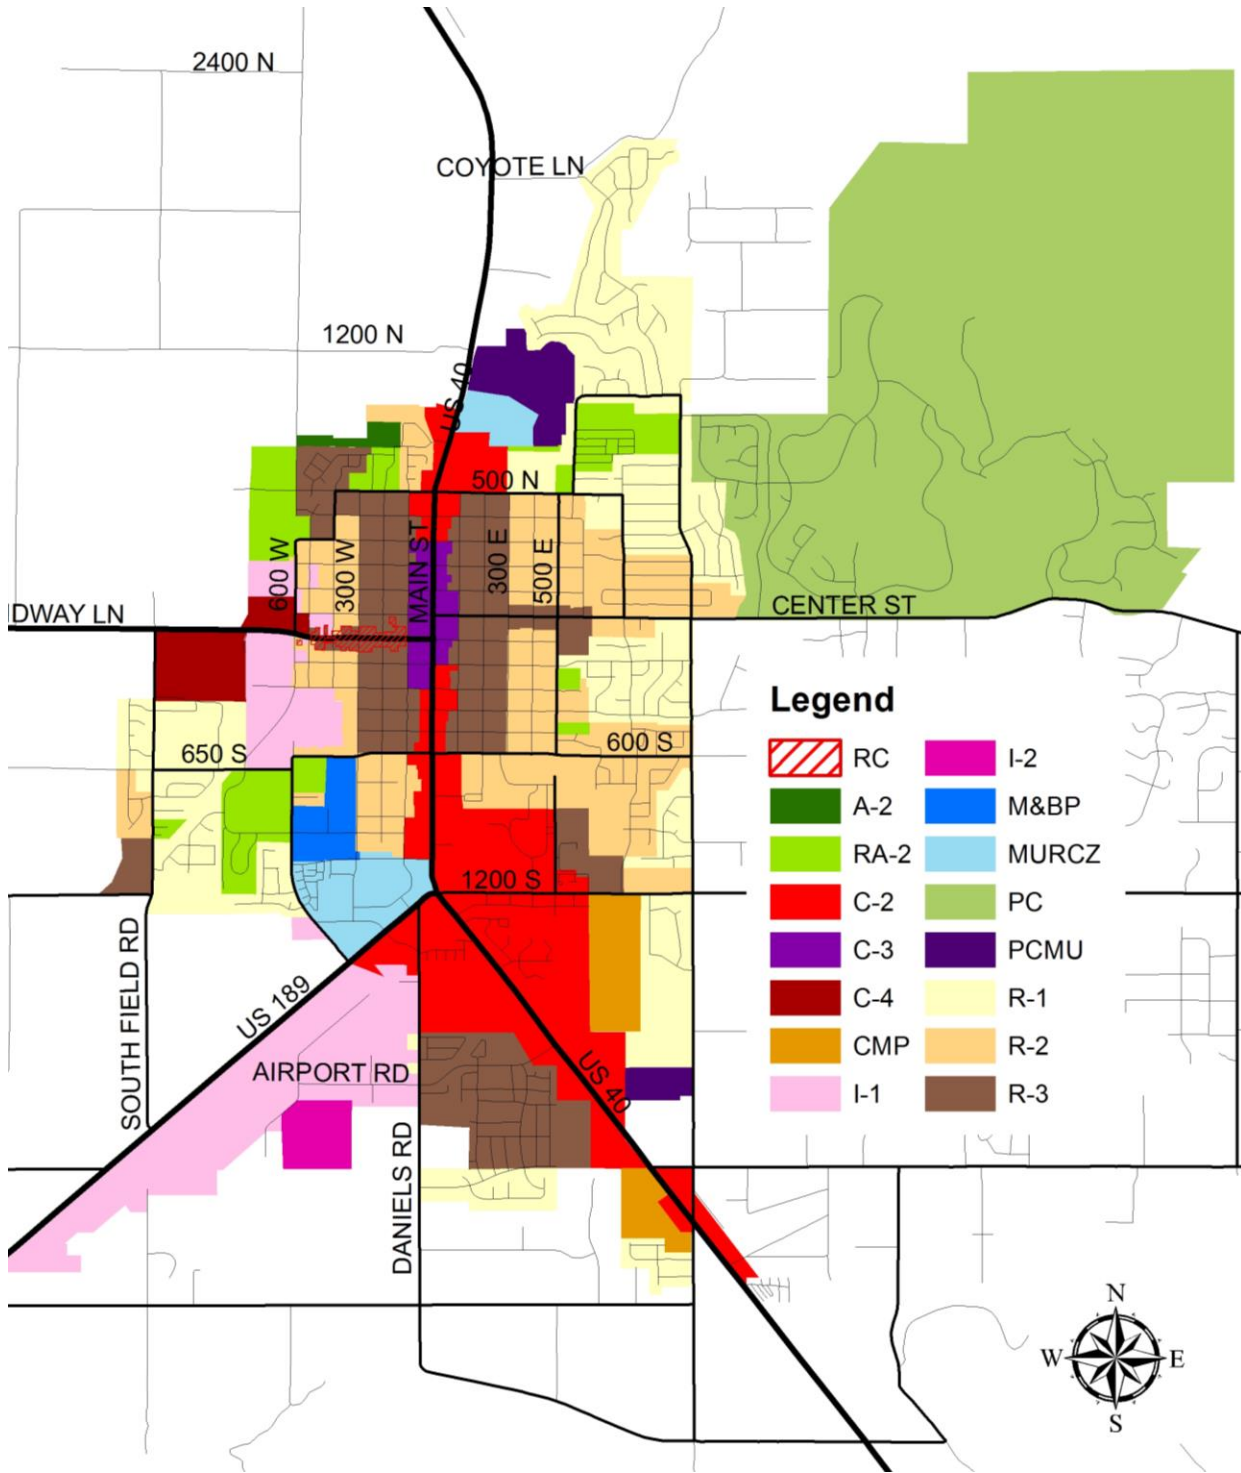 2400 N
COYOTE LN
1200 N
US 40
500 N
600 W
300 W
MAIN ST
300 E
500 E
DWAY LN
CENTER ST
650 S
600 S
1200 S
SOUTH FIELD RD
US 189
AIRPORT RD
DANIELS RD
US 40
Legend
RC
A-2
RA-2
C-2
C-3
C-4
CMP
I-1
I-2
M&BP
MURCZ
PC
PCMU
R-1
R-2
R-3
N
W
E
S